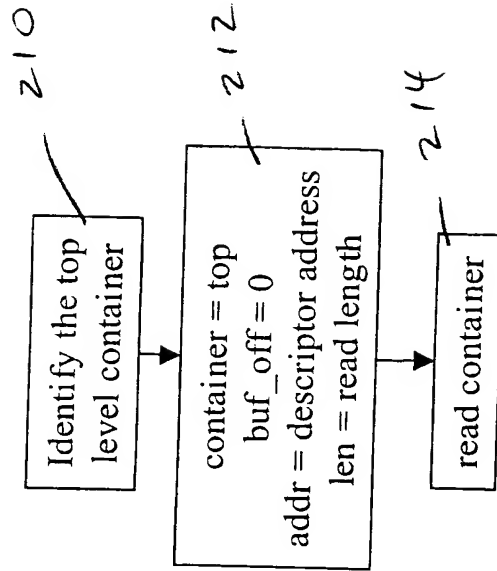 210
Identify the top
level container
212
container = top
buf_off = 0
addr = descriptor address
len = read length
214
read container